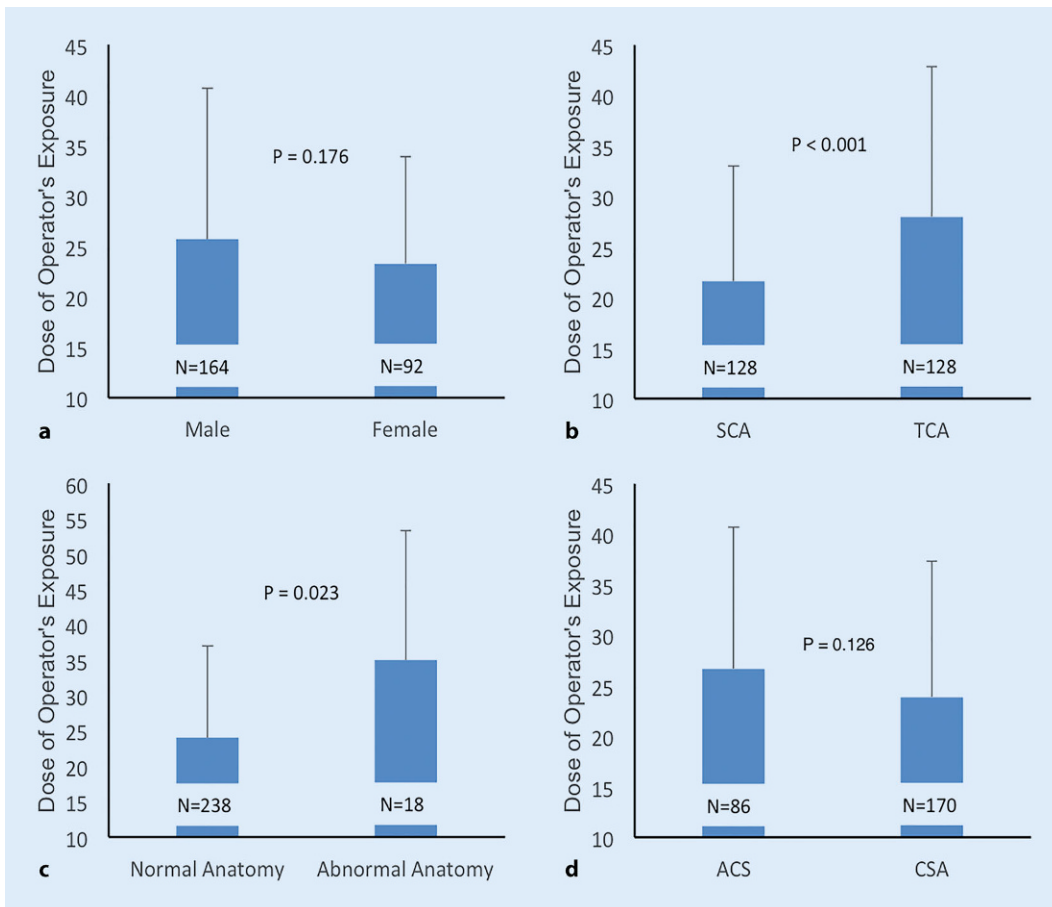 Dose of Operator's Exposure
45
40
35
30
25
20
15
10
P = 0.176
N=164
N=92
Male
Female
a
Dose of Operator's Exposure
45
40
35
30
25
20
15
10
P < 0.001
N=128
N=128
SCA
TCA
b
Dose of Operator's Exposure
60
55
50
45
40
35
30
25
20
15
10
P = 0.023
N=238
N=18
Normal Anatomy
Abnormal Anatomy
c
Dose of Operator's Exposure
45
40
35
30
25
20
15
10
P = 0.126
N=86
N=170
ACS
CSA
d